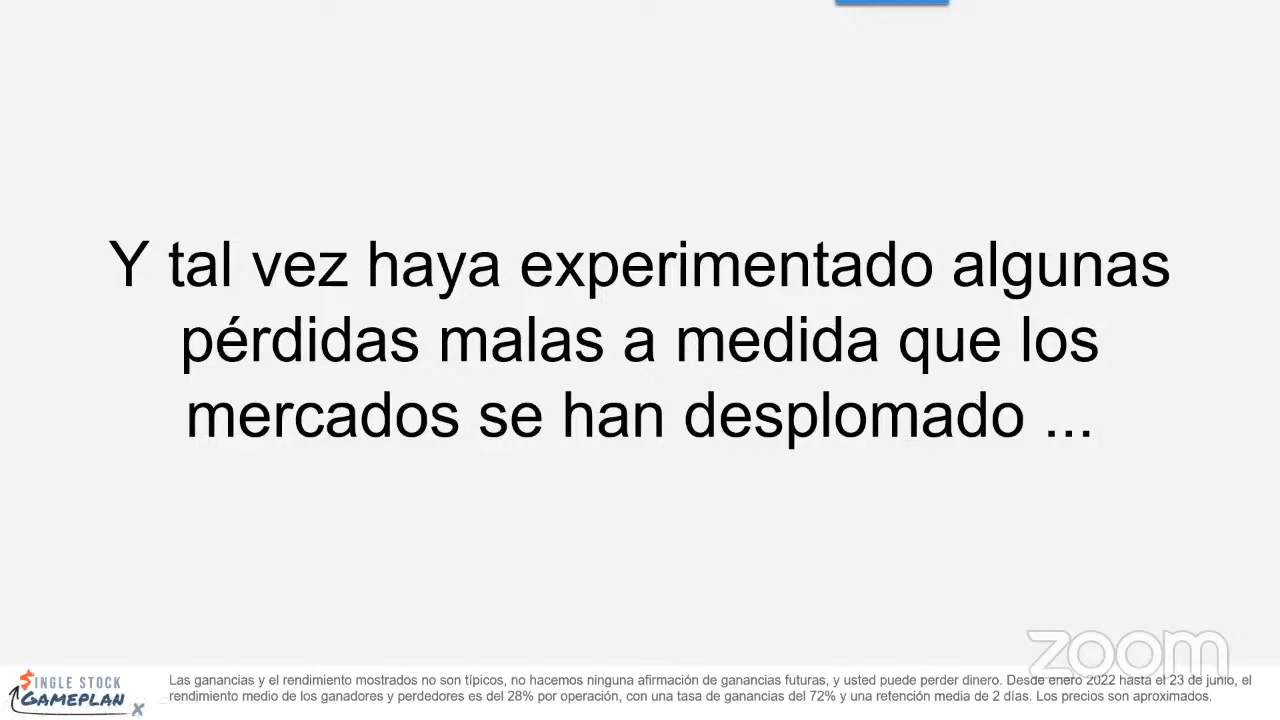 Y tal vez haya experimentado algunas
pérdidas malas a medida que los
mercados se han desplomado ...
zoom
$INGLE STOCK
GAMEPLAN
Las ganancias y el rendimiento mostrados no son típicos, no hacemos ninguna afirmación de ganancias futuras, y usted puede perder dinero. Desde enero 2022 hasta el 23 de junio, el
rendimiento medio de los ganadores y perdedores es del 28% por operación, con una tasa de ganancias del 72% y una retención media de 2 días. Los precios son aproximados.